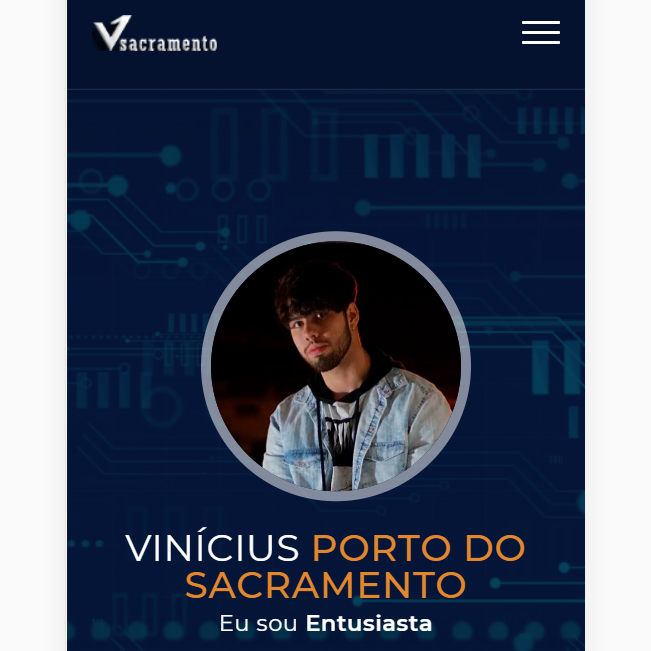 Vsacramento
VINÍCIUS PORTO DO
SACRAMENTO
Eu sou Entusiasta